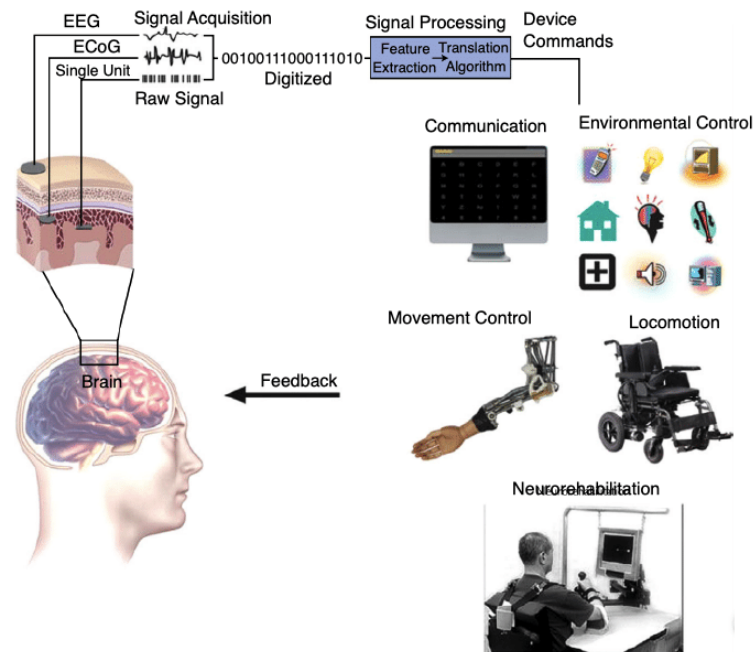 EEG
Signal Acquisition
ECoG
Single Unit
Raw Signal
00100111000111010
Digitized
Signal Processing
Feature Extraction
Translation Algorithm
Device
Commands
Communication
Environmental Control
Movement Control
Locomotion
Brain
Feedback
Neurorehabilitation